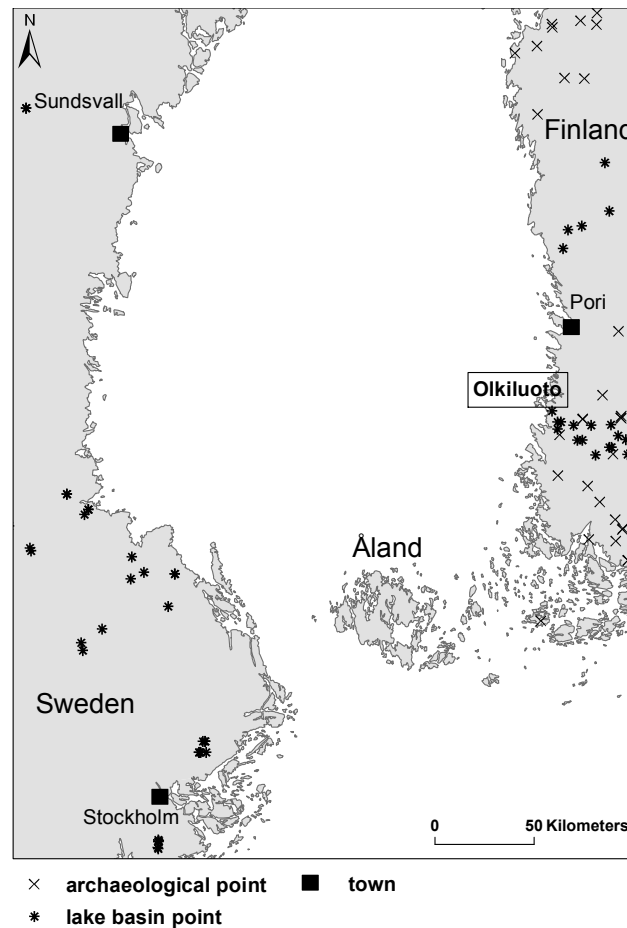 N
Sundsvall
Finland
Pori
Olkiluoto
Åland
Sweden
Stockholm
0 50 Kilometers
archaeological point
town
lake basin point